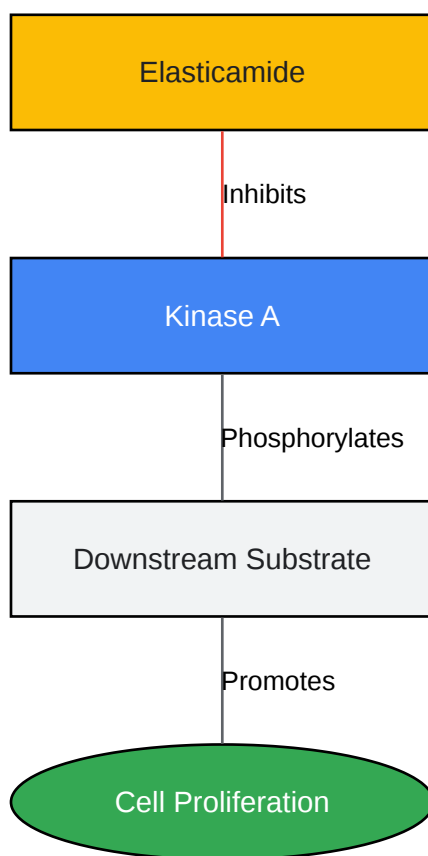 Elasticamide
Inhibits
Kinase A
Phosphorylates
Downstream Substrate
Promotes
Cell Proliferation